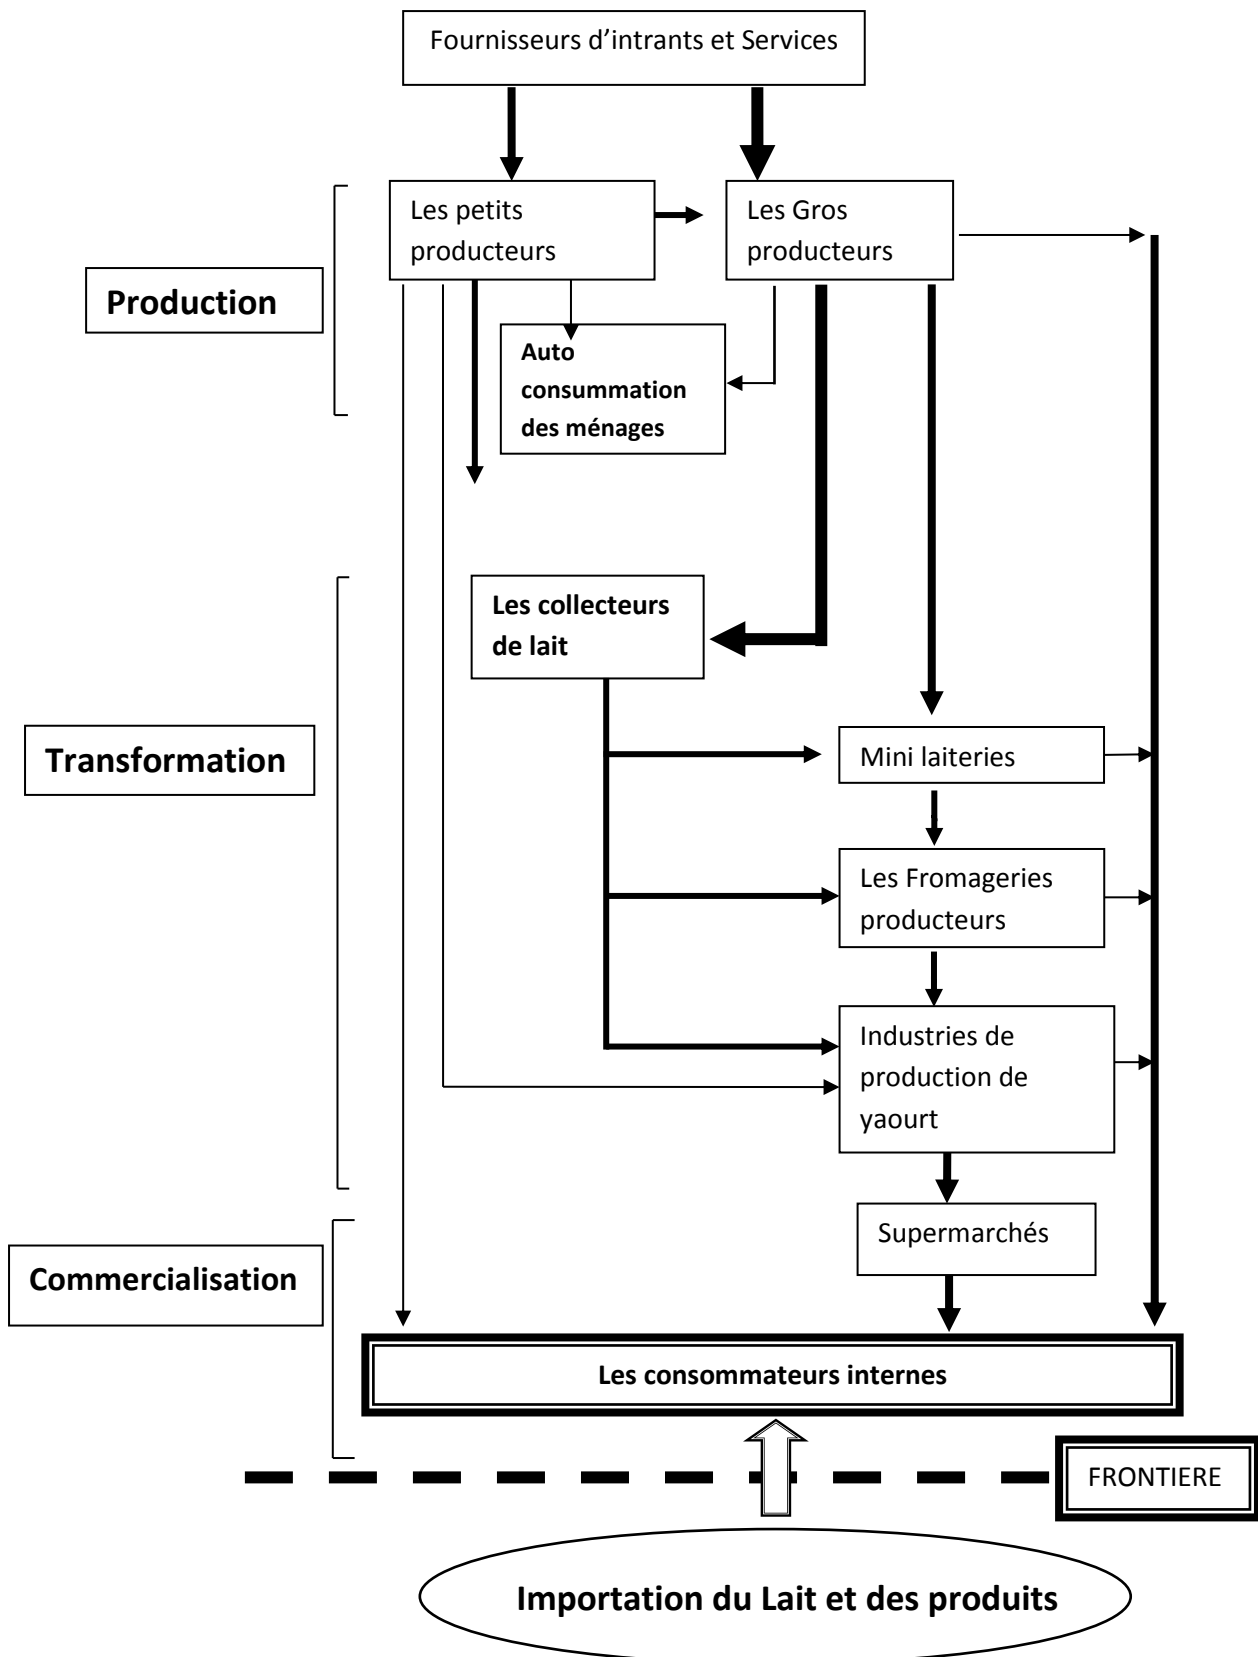 Fournisseurs d’intrants et Services
Les petits
producteurs
Les Gros
producteurs
Production
Auto
consummation
des ménages
Les collecteurs
de lait
Transformation
Mini laiteries
Les Fromageries
producteurs
Industries de
production de
yaourt
Supermarchés
Commercialisation
Les consommateurs internes
FRONTIERE
Importation du Lait et des produits